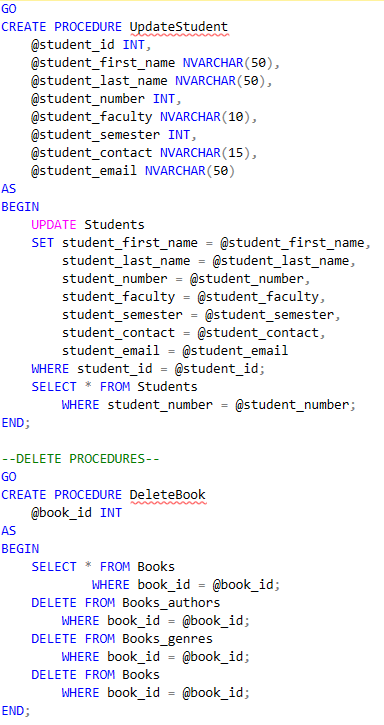 GO
CREATE PROCEDURE UpdateStudent
    @student_id INT,
    @student_first_name NVARCHAR(50),
    @student_last_name NVARCHAR(50),
    @student_number INT,
    @student_faculty NVARCHAR(10),
    @student_semester INT,
    @student_contact NVARCHAR(15),
    @student_email NVARCHAR(50)
AS
BEGIN
    UPDATE Students
    SET student_first_name = @student_first_name,
        student_last_name = @student_last_name,
        student_number = @student_number,
        student_faculty = @student_faculty,
        student_semester = @student_semester,
        student_contact = @student_contact,
        student_email = @student_email
    WHERE student_id = @student_id;
    SELECT * FROM Students
        WHERE student_number = @student_number;
END;

--DELETE PROCEDURES--
GO
CREATE PROCEDURE DeleteBook
    @book_id INT
AS
BEGIN
    SELECT * FROM Books
            WHERE book_id = @book_id;
    DELETE FROM Books_authors
        WHERE book_id = @book_id;
    DELETE FROM Books_genres
        WHERE book_id = @book_id;
    DELETE FROM Books
        WHERE book_id = @book_id;
END;